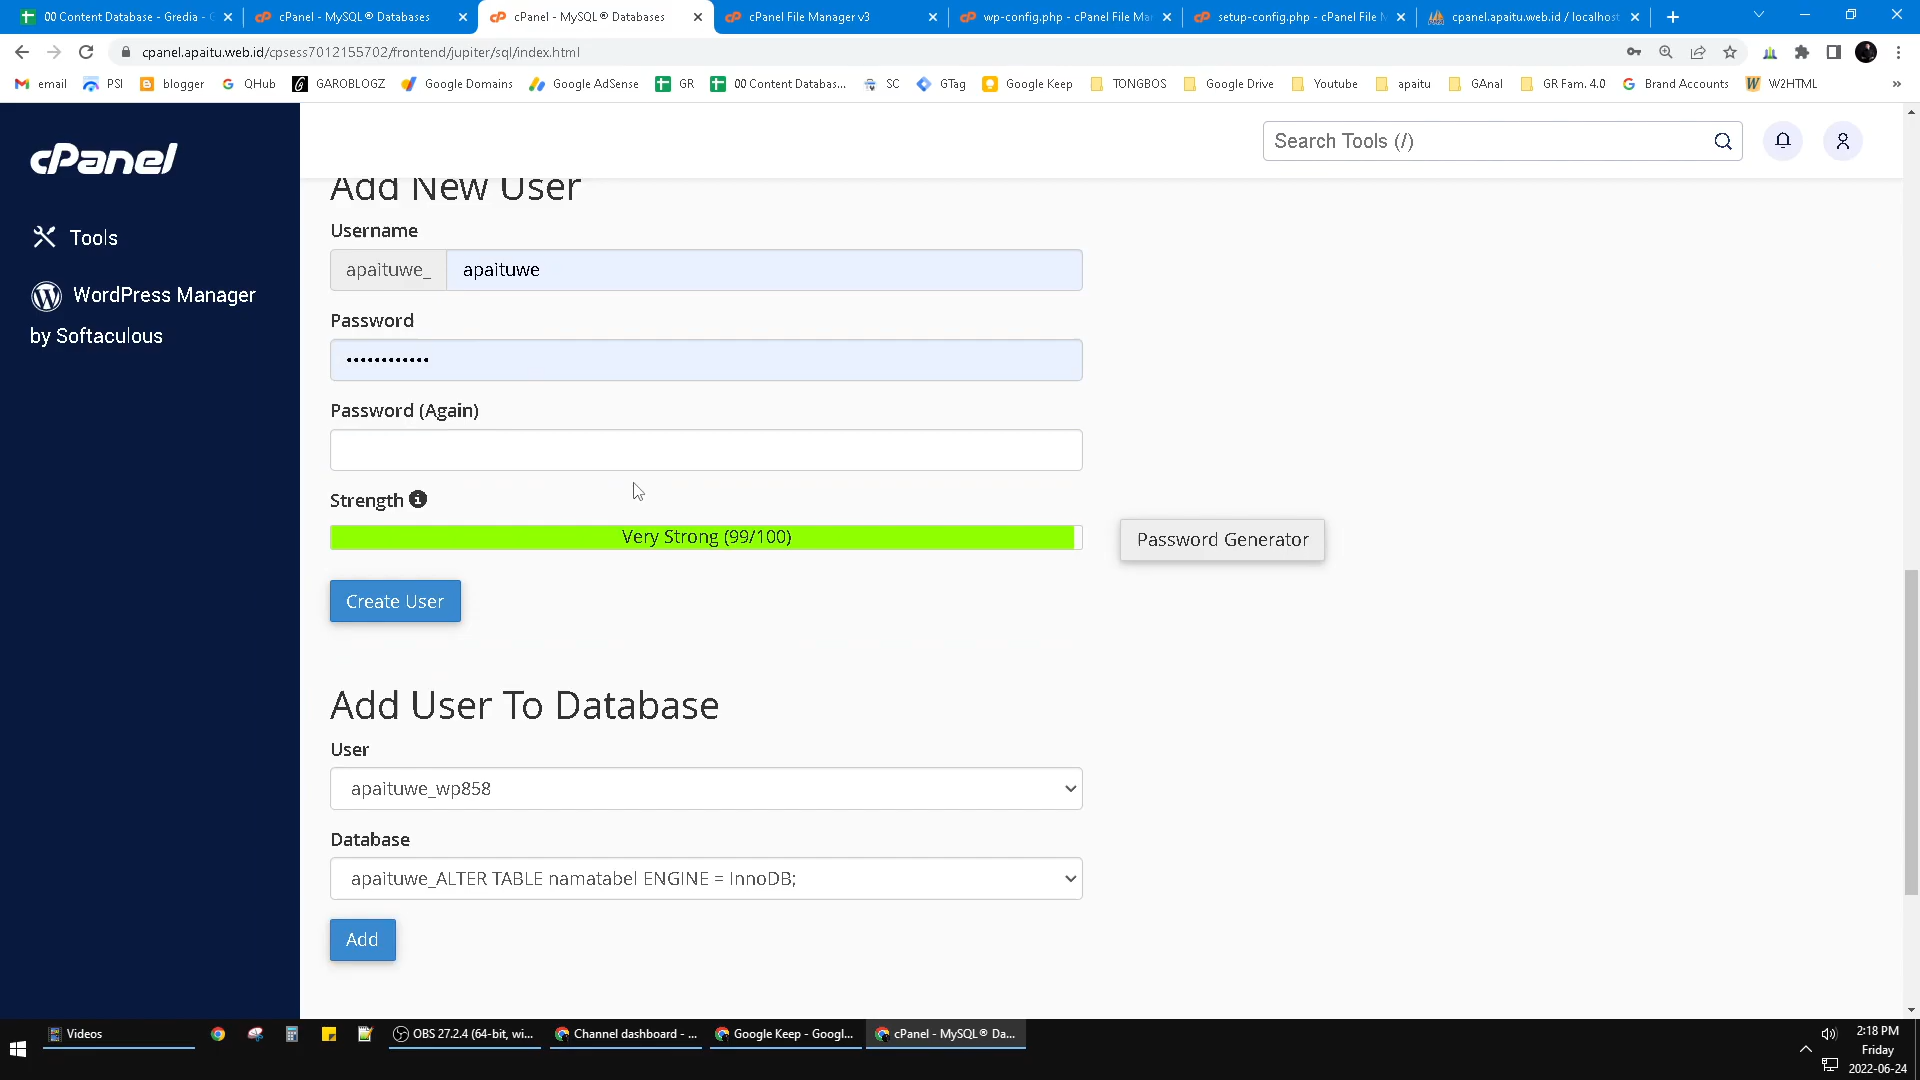 00 Content Database - Gredia - G
cPanel - MySQL® Databases
cPanel - MySQL® Databases
cPanel File Manager v3
wp-config.php - cPanel File Ma
setup-config.php - cPanel File M
cpanel.apaitu.web.id / localhost
cpanel.apaitu.web.id/cpsess7012155702/frontend/jupiter/sql/index.html
email
PSI
blogger
QHub
GAROBLOGZ
Google Domains
Google AdSense
GR
00 Content Databas...
SC
GTag
Google Keep
TONGBOS
Google Drive
Youtube
apaitu
GAnal
GR Fam. 4.0
Brand Accounts
W2HTML
»
cPanel
Search Tools (/)
Tools
WordPress Manager
by Softaculous
Add New User
Username
apaituwe_
apaituwe
Password
••••••••••••
Password (Again)
Strength
Very Strong (99/100)
Password Generator
Create User
Add User To Database
User
apaituwe_wp858
Database
apaituwe_ALTER TABLE namatabel ENGINE = InnoDB;
Add
Videos
OBS 27.2.4 (64-bit, wi...
Channel dashboard - ...
Google Keep - Googl...
cPanel - MySQL® Da...
2:18 PM
Friday
2022-06-24